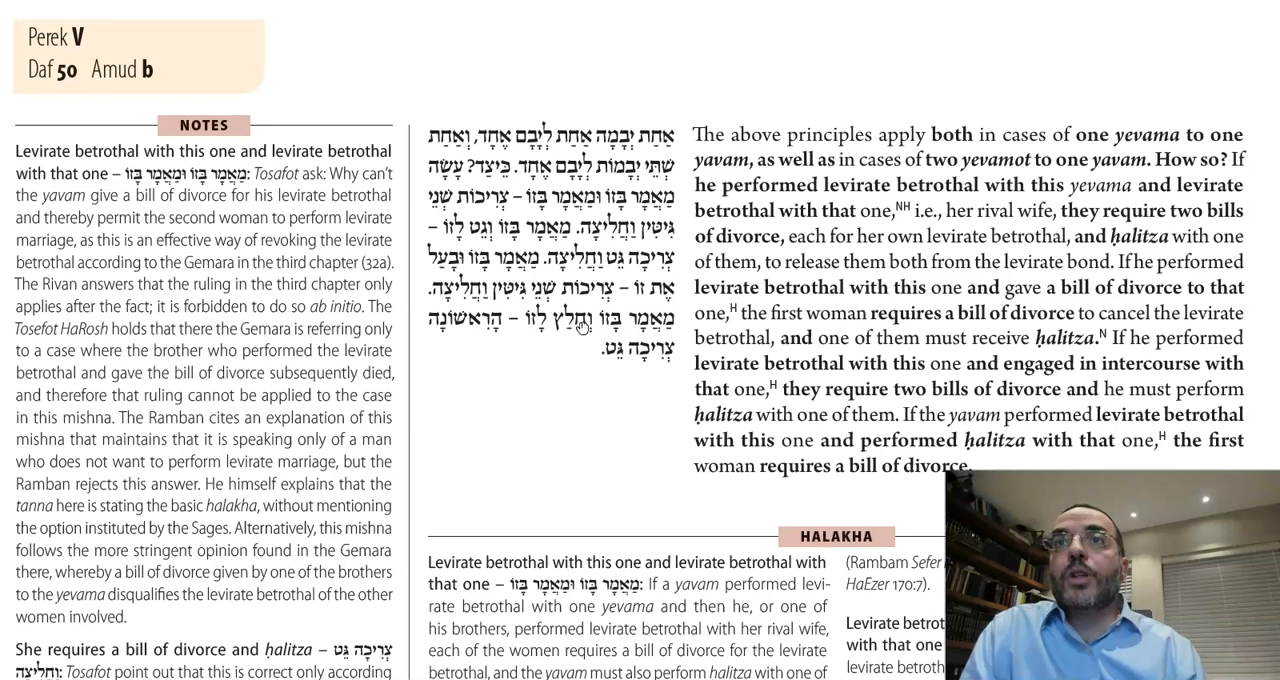 Perek V
Daf 50 Amud b
NOTES
Levirate betrothal with this one and levirate betrothal
with that one – מַאֲמָר בָּזוֹ וּמַאֲמָר בָּזוֹ: Tosafot ask: Why can’t
the yavam give a bill of divorce for his levirate betrothal
and thereby permit the second woman to perform levirate
marriage, as this is an effective way of revoking the levirate
betrothal according to the Gemara in the third chapter (32a).
The Rivan answers that the ruling in the third chapter only
applies after the fact; it is forbidden to do so ab initio. The
Tosefot HaRosh holds that there the Gemara is referring only
to a case where the brother who performed the levirate
betrothal and gave the bill of divorce subsequently died,
and therefore that ruling cannot be applied to the case
in this mishna. The Ramban cites an explanation of this
mishna that maintains that it is speaking only of a man
who does not want to perform levirate marriage, but the
Ramban rejects this answer. He himself explains that the
tanna here is stating the basic halakha, without mentioning
the option instituted by the Sages. Alternatively, this mishna
follows the more stringent opinion found in the Gemara
there, whereby a bill of divorce given by one of the brothers
to the yevama disqualifies the levirate betrothal of the other
women involved.
She requires a bill of divorce and ḥalitza – צְרִיכָה גֵּט
וַחֲלִיצָה: Tosafot point out that this is correct only according
אַחַת יְבָמָה אַחַת לְיָבָם אֶחָד, וְאַחַת
שְׁתֵּי יְבָמוֹת לְיָבָם אֶחָד. כֵּיצַד? עָשָׂה
מַאֲמָר בָּזוֹ וּמַאֲמָר בָּזוֹ – צְרִיכוֹת שְׁנֵי
גִיטִּין וַחֲלִיצָה. מַאֲמָר בָּזוֹ וְגֵט לָזוֹ –
צְרִיכָה גֵּט וַחֲלִיצָה. מַאֲמָר בָּזוֹ וּבָעַל
אֶת זוֹ – צְרִיכוֹת שְׁנֵי גִיטִּין וַחֲלִיצָה.
מַאֲמָר בָּזוֹ וְחָלַץ לָזוֹ – הָרִאשׁוֹנָה
צְרִיכָה גֵּט.
The above principles apply both in cases of one yevama to one
yavam, as well as in cases of two yevamot to one yavam. How so? If
he performed levirate betrothal with this yevama and levirate
betrothal with that one,NH i.e., her rival wife, they require two bills
of divorce, each for her own levirate betrothal, and ḥalitza with one
of them, to release them both from the levirate bond. If he performed
levirate betrothal with this one and gave a bill of divorce to that
one,H the first woman requires a bill of divorce to cancel the levirate
betrothal, and one of them must receive ḥalitza.N If he performed
levirate betrothal with this one and engaged in intercourse with
that one,H they require two bills of divorce and he must perform
ḥalitza with one of them. If the yavam performed levirate betrothal
with this one and performed ḥalitza with that one,H the first
woman requires a bill of divorce.
HALAKHA
Levirate betrothal with this one and levirate betrothal with
that one – מַאֲמָר בָּזוֹ וּמַאֲמָר בָּזוֹ: If a yavam performed levi-
rate betrothal with one yevama and then he, or one of
his brothers, performed levirate betrothal with her rival wife,
each of the women requires a bill of divorce for the levirate
betrothal, and the yavam must also perform halitza with one of
(Rambam Sefer
HaEzer 170:7).
Levirate
with that one
levirate